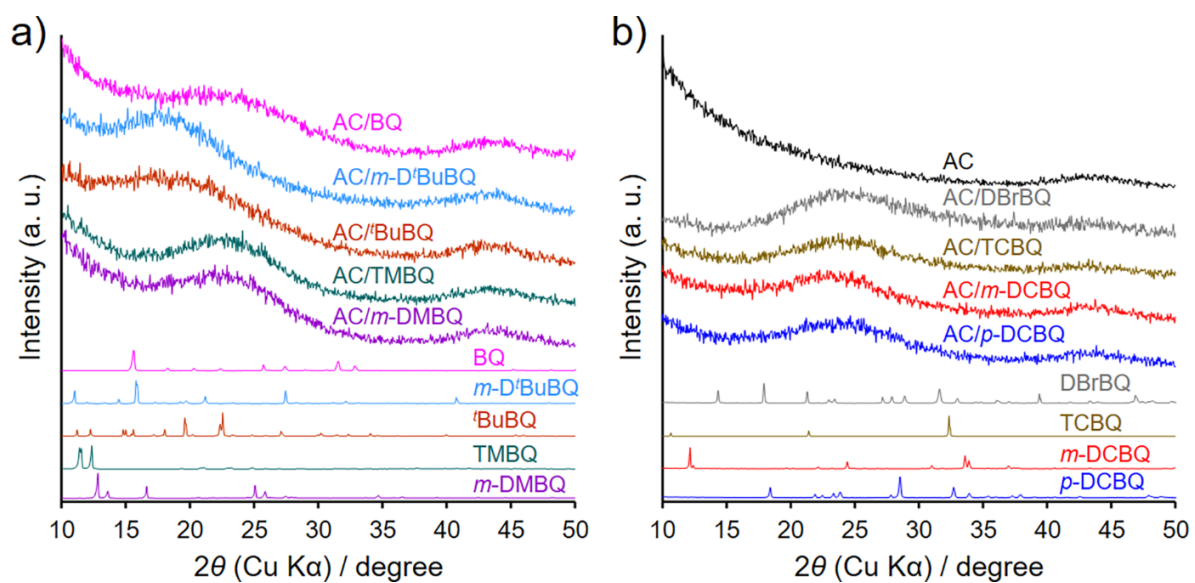 a)
Intensity (a. u.)
AC/BQ
AC/m-DᵗBuBQ
AC/ᵗBuBQ
AC/TMBQ
AC/m-DMBQ
BQ
m-DᵗBuBQ
ᵗBuBQ
TMBQ
m-DMBQ
10 15 20 25 30 35 40 45 50
2θ (Cu Kα) / degree
b)
Intensity (a. u.)
AC
AC/DBrBQ
AC/TCBQ
AC/m-DCBQ
AC/p-DCBQ
DBrBQ
TCBQ
m-DCBQ
p-DCBQ
10 15 20 25 30 35 40 45 50
2θ (Cu Kα) / degree